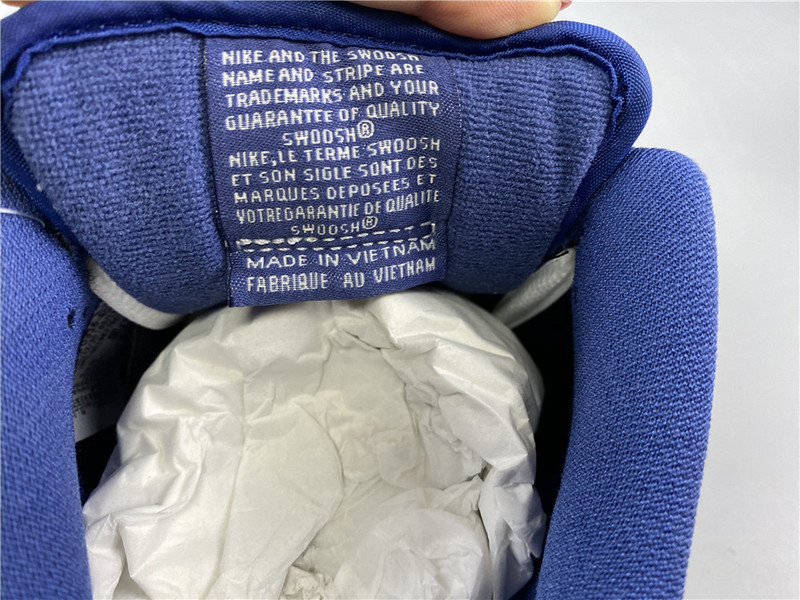 NIKE AND THE SWOOSH
NAME AND STRIPE ARE
TRADEMARKS AND YOUR
GUARANTEE OF QUALITY
SWOOSH®
NIKE,LE TERME SWOOSH
ET SON SIGLE SONT DES
MARQUES DEPOSEES ET
VOTREGARANTIE DE QUALITE
SWOOSH®
MADE IN VIETNAM
FABRIQUE AU VIETNAM